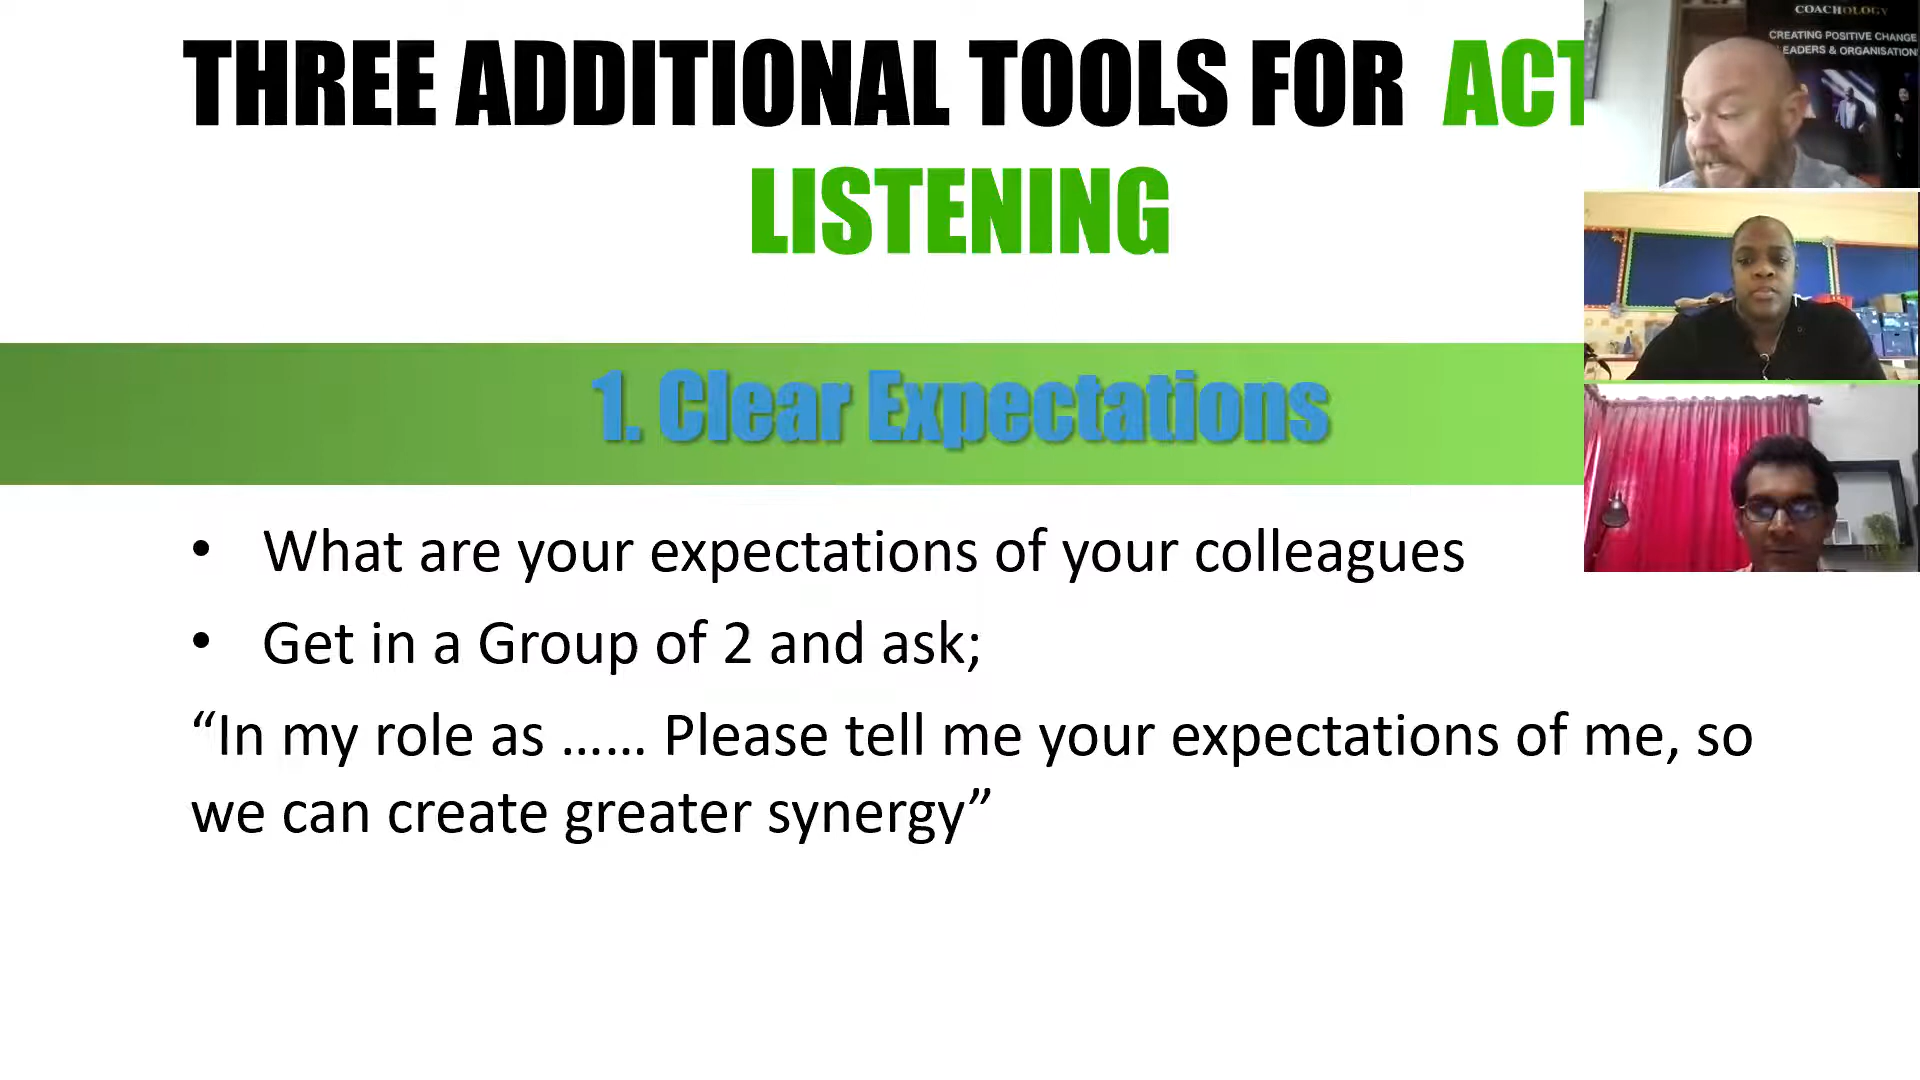 THREE ADDITIONAL TOOLS FOR ACT
LISTENING
COACHOLOGY
CREATING POSITIVE CHANGE
EADERS & ORGANISATION
1. Clear Expectations
• What are your expectations of your colleagues
• Get in a Group of 2 and ask;
“In my role as …… Please tell me your expectations of me, so
we can create greater synergy”